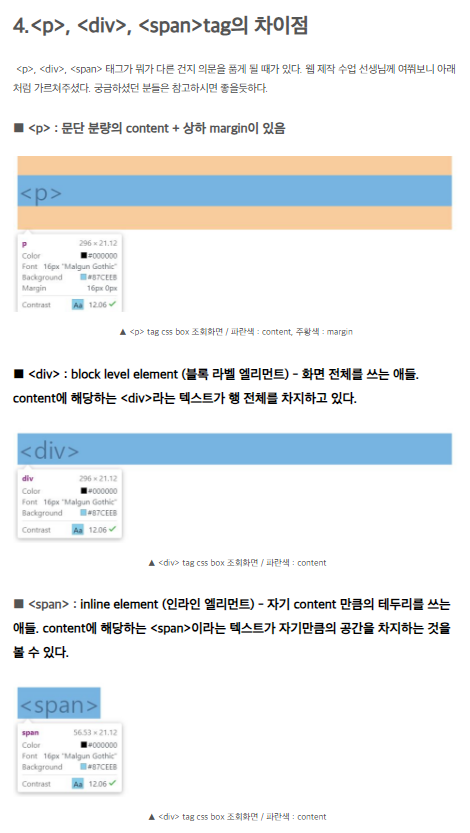 4.<p>, <div>, <span>tag의 차이점
<p>, <div>, <span> 태그가 뭐가 다른 건지 의문을 품게 될 때가 있다. 웹 제작 수업 선생님께 여쭤보니 아래
처럼 가르쳐주셨다. 궁금하셨던 분들은 참고하시면 좋을듯하다.
■ <p> : 문단 분량의 content + 상하 margin이 있음
<p>
p 296 × 21.12
Color #000000
Font 16px "Malgun Gothic"
Background #87CEEB
Margin 16px 0px
Contrast Aa 12.06 ✓
▲ <p> tag css box 조회화면 / 파란색 : content, 주황색 : margin
■ <div> : block level element (블록 라벨 엘리먼트) – 화면 전체를 쓰는 애들.
content에 해당하는 <div>라는 텍스트가 행 전체를 차지하고 있다.
<div>
div 296 × 21.12
Color #000000
Font 16px "Malgun Gothic"
Background #87CEEB
Contrast Aa 12.06 ✓
▲ <div> tag css box 조회화면 / 파란색 : content
■ <span> : inline element (인라인 엘리먼트) – 자기 content 만큼의 테두리를 쓰는
애들. content에 해당하는 <span>이라는 텍스트가 자기만큼의 공간을 차지하는 것을
볼 수 있다.
<span>
span 56.53 × 21.12
Color #000000
Font 16px "Malgun Gothic"
Background #87CEEB
Contrast Aa 12.06 ✓
▲ <div> tag css box 조회화면 / 파란색 : content